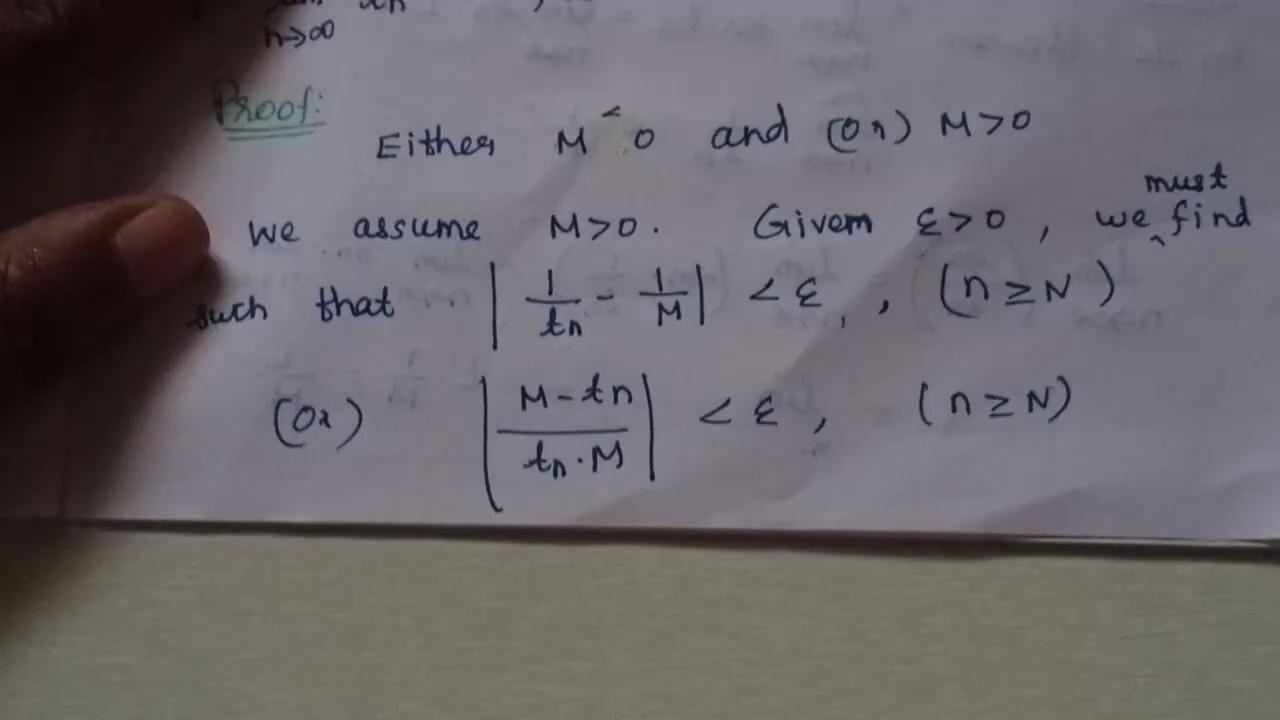 n→∞
Proof:
Either M < 0 and (or) M > 0
We assume M > 0. Given ε > 0, we must find
such that | 1/tn - 1/M | < ε, , (n ≥ N)
(or) | M - tn / tn · M | < ε , (n ≥ N)